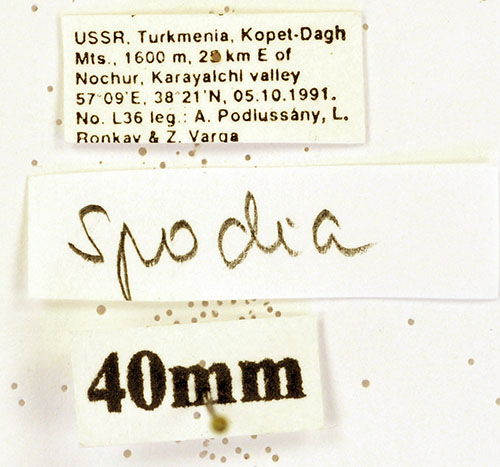 USSR, Turkmenia, Kopet-Dagh
Mts., 1600 m, 25 km E of
Nochur, Karayalchi valley
57°09'E, 38°21'N, 05.10.1991.
No. L36 leg.: A. Podlussány, L.
Ronkay & Z. Varga
Spodia
40mm